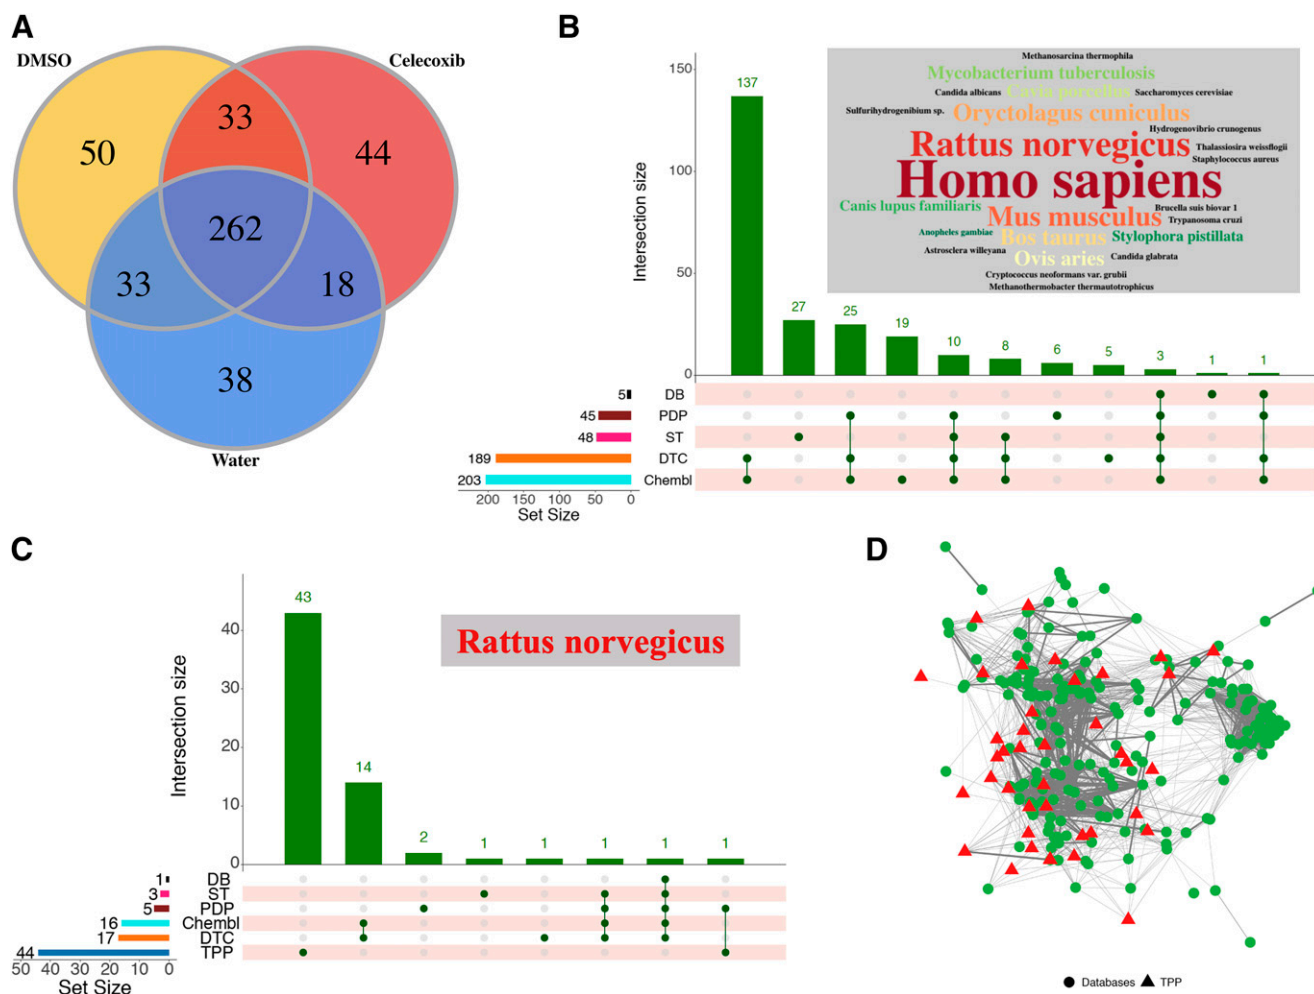 A
DMSO
Celecoxib
33
50
44
262
33
18
38
Water
B
Intersection size
150
100
50
0
137
27
25
19
10
8
6
5
3
1
1
Methanosarcina thermophila
Mycobacterium tuberculosis
Candida albicans Cavia porcellus Saccharomyces cerevisiae
Sulfurihydrogenibium sp. Oryctolagus cuniculus
Hydrogenovibrio crunogenus
Rattus norvegicus Thalassiosira weissflogii
Staphylococcus aureus
Homo sapiens
Canis lupus familiaris Brucella suis biovar 1
Mus musculus Trypanosoma cruzi
Anopheles gambiae Bos taurus Stylophora pistillata
Astrosclera willeyana Ovis aries Candida glabrata
Cryptococcus neoformans var. grubii
Methanothermobacter thermautotrophicus
5 DB
45 PDP
48 ST
189 DTC
203 Chembl
200 150 100 50 0
Set Size
C
Intersection size
40
30
20
10
0
43
14
2
1
1
1
1
1
Rattus norvegicus
1 DB
3 ST
5 PDP
16 Chembl
17 DTC
44 TPP
50 40 30 20 10 0
Set Size
D
Databases TPP